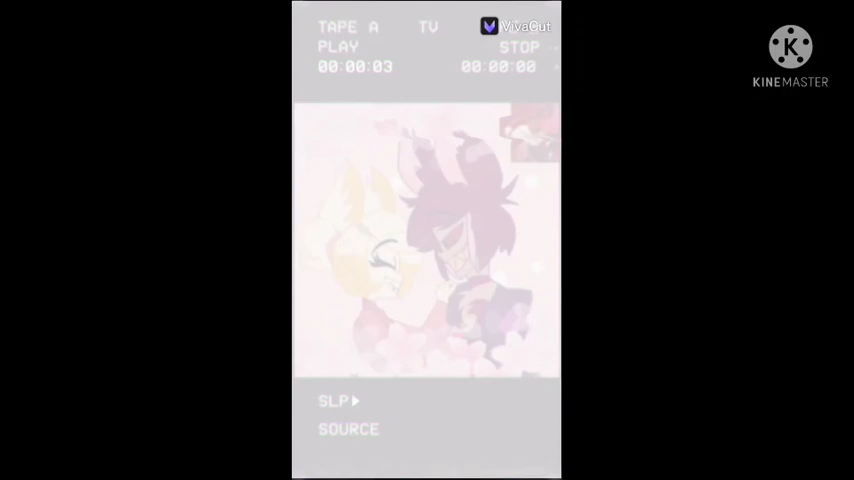 TAPE A TV VivaCut
PLAY STOP
00:00:03 00:00:00
K
KINEMASTER
SLP
SOURCE